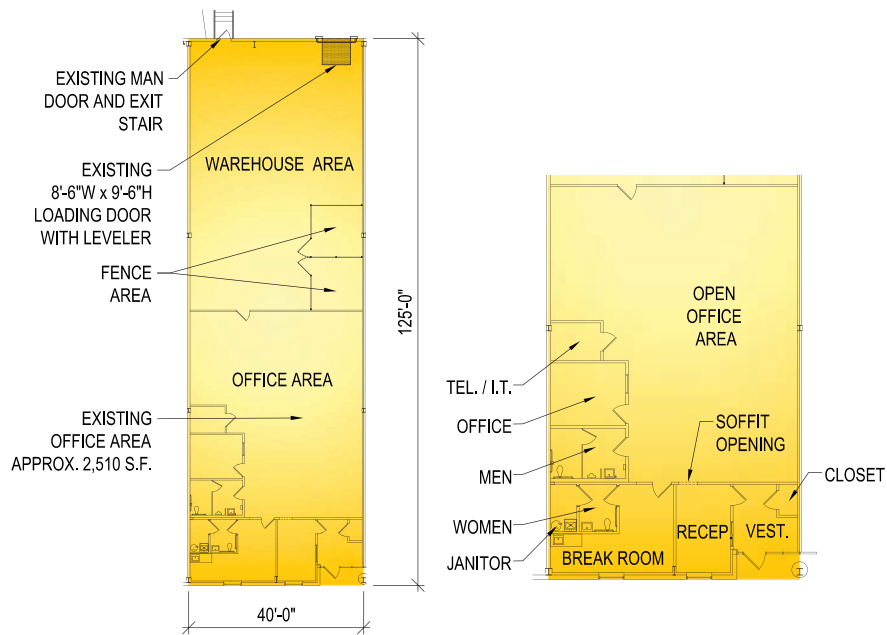 EXISTING MAN
DOOR AND EXIT
STAIR
WAREHOUSE AREA
EXISTING
8'-6"W x 9'-6"H
LOADING DOOR
WITH LEVELER
FENCE
AREA
125'-0"
OFFICE AREA
EXISTING
OFFICE AREA
APPROX. 2,510 S.F.
40'-0"
OPEN
OFFICE
AREA
TEL. / I.T.
OFFICE
SOFFIT
OPENING
MEN
CLOSET
WOMEN
RECEP.
VEST.
JANITOR
BREAK ROOM